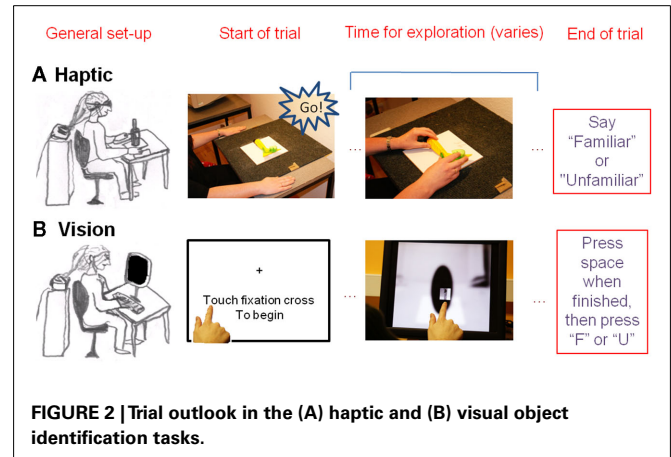 General set-up Start of trial Time for exploration (varies) End of trial
A Haptic
Go!
... ...
Say
“Familiar”
or
"Unfamiliar”
B Vision
+
Touch fixation cross
To begin
... ...
Press
space
when
finished,
then press
“F” or “U”
FIGURE 2 | Trial outlook in the (A) haptic and (B) visual object
identification tasks.